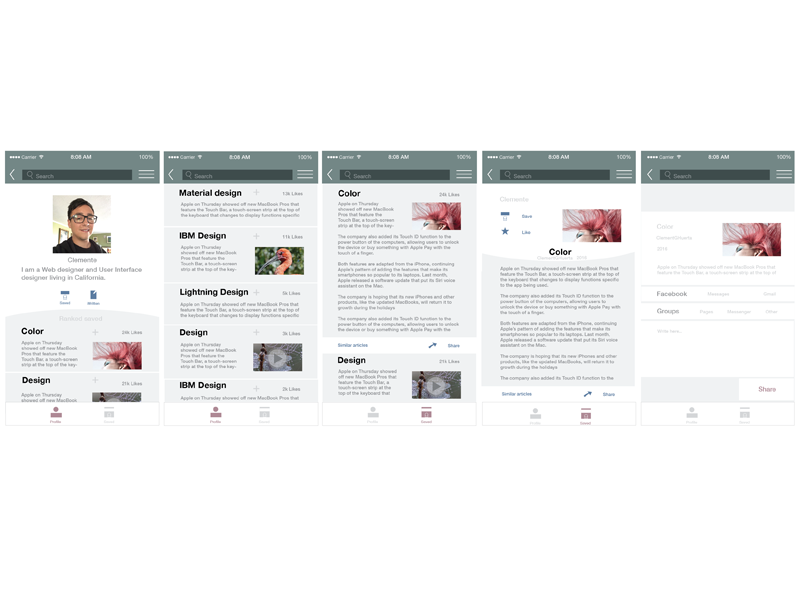 Carrier
8:08 AM
100%
Search
Clemente
I am a Web designer and User Interface
designer living in California.
Saved
Written
Color
24k Likes
Apple on Thursday
showed off new MacBook
Pros that feature the
Touch Bar, a touch-screen
strip at the top of the key-
Design
21k Likes
Apple on Thursday
showed off new MacBook
Profile
Saved
Carrier
8:08 AM
100%
Search
Material design
13k Likes
Apple on Thursday showed off new MacBook Pros that
feature the Touch Bar, a touch-screen strip at the top of
the keyboard that changes to display functions specific
IBM Design
11k Likes
Apple on Thursday
showed off new MacBook
Pros that feature the
Touch Bar, a touch-screen
strip at the top of the key-
Lightning Design
5k Likes
Apple on Thursday showed off new MacBook Pros that
feature the Touch Bar, a touch-screen strip at the top of
the keyboard that changes to display functions specific
Design
3k Likes
Apple on Thursday
showed off new MacBook
Pros that feature the
Touch Bar, a touch-screen
strip at the top of the key-
IBM Design
2k Likes
Apple on Thursday showed off new MacBook Pros that
Profile
Saved
Carrier
8:08 AM
100%
Search
Color
24k Likes
Apple on Thursday
showed off new MacBook
Pros that feature the
Touch Bar, a touch-screen
strip at the top of the key-
The company also added its Touch ID function to the
power button of the computers, allowing users to unlock
the device or buy something with Apple Pay with the
touch of a finger.
Both features are adapted from the iPhone, continuing
Apple's pattern of adding the features that make its
smartphones so popular to its laptops. Last month,
Apple released a software update that put its Siri voice
assistant on the Mac.
The company is hoping that its new iPhones and other
products, like the updated MacBooks, will return it to
growth during the holidays
The company also added its Touch ID function to the
power button of the computers, allowing users to unlock
the device or buy something with Apple Pay with the
Similar articles
Share
Design
21k Likes
Apple on Thursday
showed off new MacBook
Pros that feature the
Touch Bar, a touch-screen
strip at the top of
the keyboard that
Profile
Saved
Carrier
8:08 AM
100%
Search
Clemente
Save
Like
Color
Apple on Thursday showed off new MacBook Pros that
feature the Touch Bar, a touch-screen strip at the top of
the keyboard that changes to display functions specific
to the app being used.
The company also added its Touch ID function to the
power button of the computers, allowing users to unlock
the device or buy something with Apple Pay with the
touch of a finger.
Both features are adapted from the iPhone, continuing
Apple's pattern of adding the features that make its
smartphones so popular to its laptops. Last month,
Apple released a software update that put its Siri voice
assistant on the Mac.
The company is hoping that its new iPhones and other
products, like the updated MacBooks, will return it to
growth during the holidays
The company also added its Touch ID function to the
Similar articles
Share
Profile
Saved
Carrier
8:08 AM
100%
Search
Color
2016
Facebook
Messages
Email
Groups
Pages
Messenger
Other
Write here..
Share
Profile
Saved